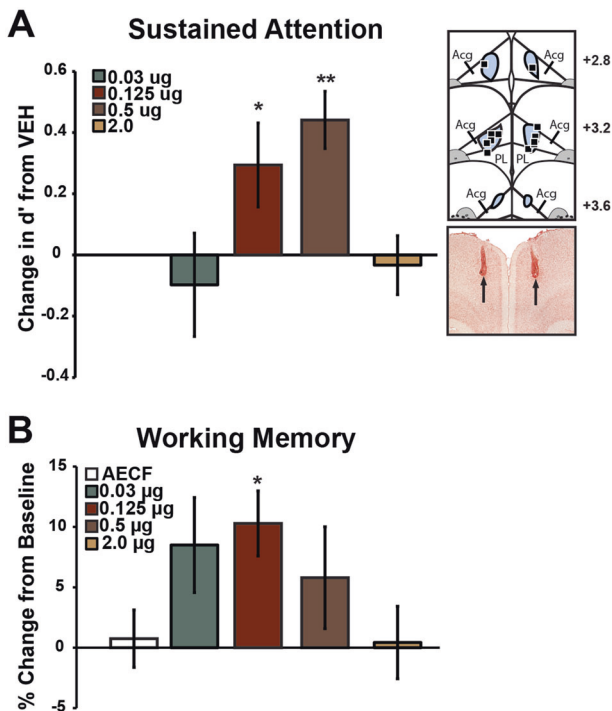 A
Sustained Attention
Change in d' from VEH
0.6
0.4
0.2
0
-0.2
-0.4
0.03 ug
0.125 ug
0.5 ug
2.0
*
**
Acg
Acg
+2.8
Acg
Acg
+3.2
PL
PL
Acg
Acg
+3.6
B
Working Memory
% Change from Baseline
15
10
5
0
-5
AECF
0.03 µg
0.125 µg
0.5 µg
2.0 µg
*